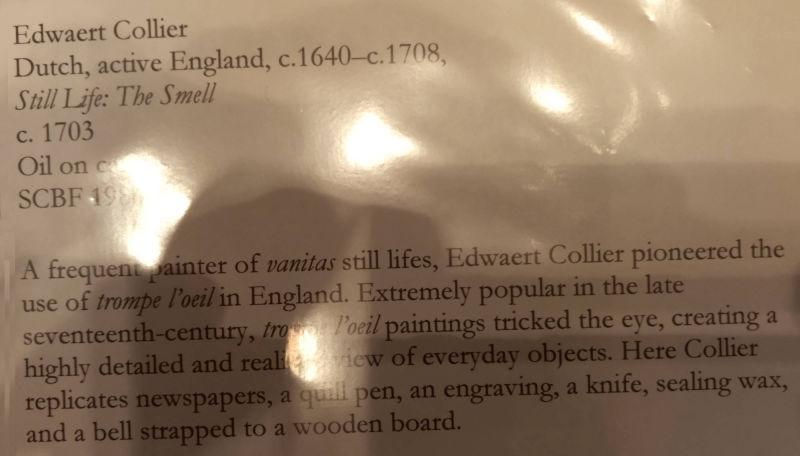 Edwaert Collier
Dutch, active England, c.1640–c.1708,
Still Life: The Smell
c. 1703
Oil on
SCBF
A frequent painter of vanitas still lifes, Edwaert Collier pioneered the
use of trompe l'oeil in England. Extremely popular in the late
seventeenth-century, trompe l'oeil paintings tricked the eye, creating a
highly detailed and view of everyday objects. Here Collier
replicates newspapers, a quill pen, an engraving, a knife, sealing wax,
and a bell strapped to a wooden board.